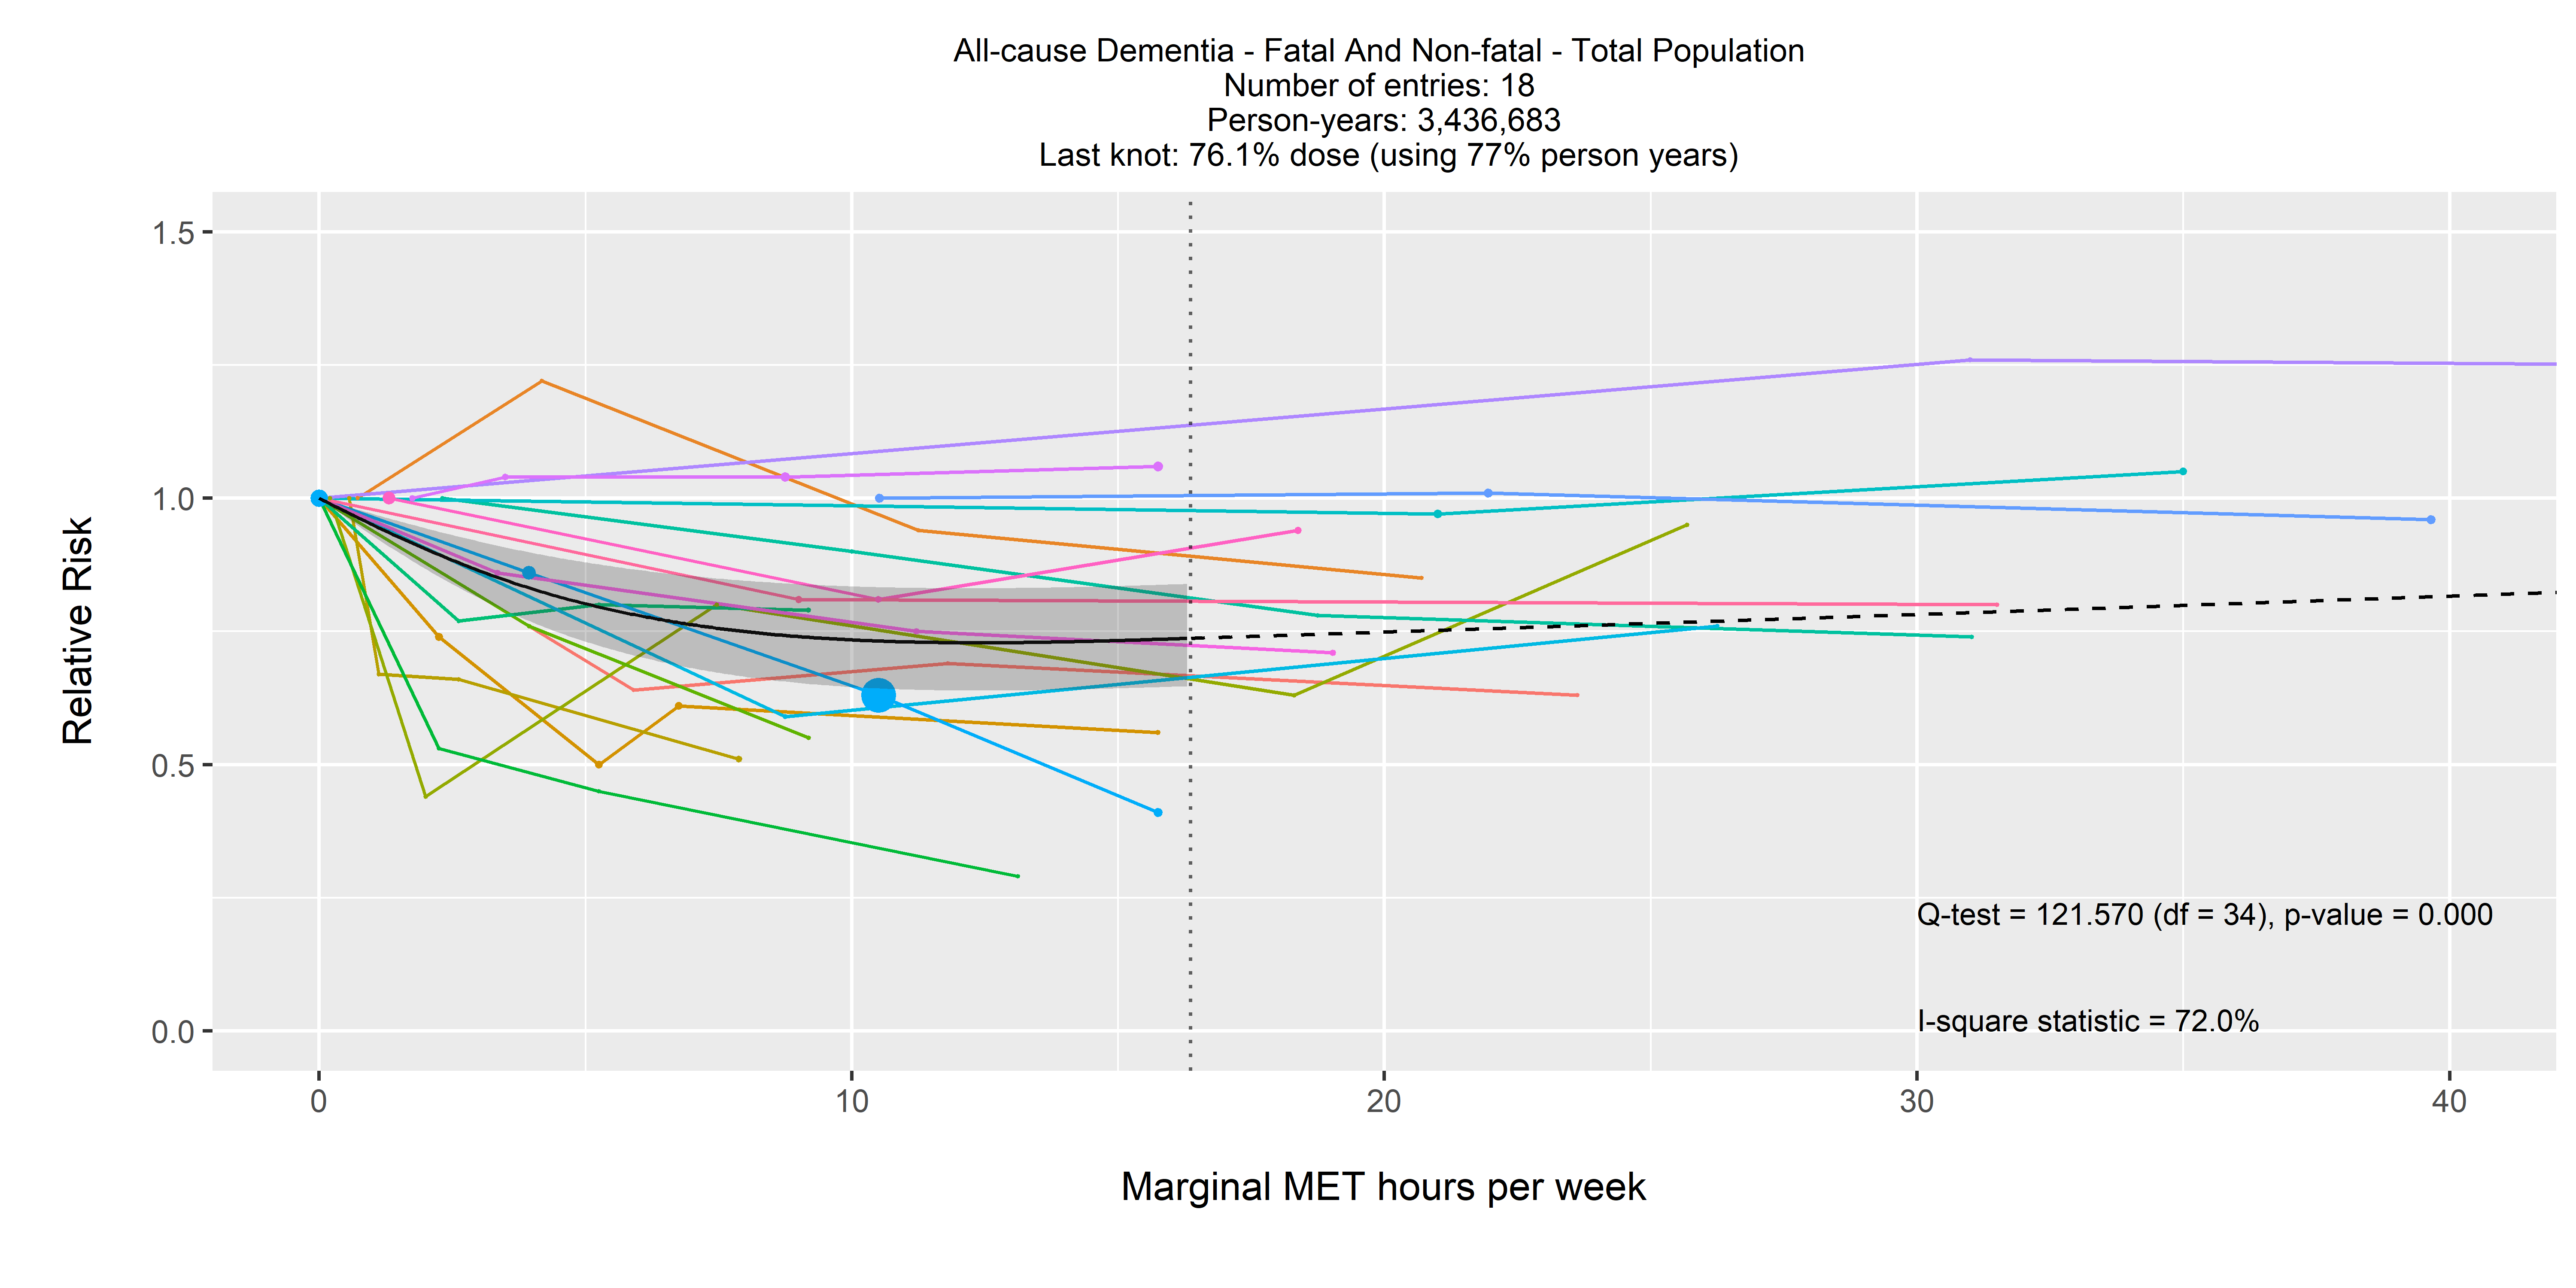 All-cause Dementia - Fatal And Non-fatal - Total Population
Number of entries: 18
Person-years: 3,436,683
Last knot: 76.1% dose (using 77% person years)
1.5
1.0
0.5
0.0
Relative Risk
Q-test = 121.570 (df = 34), p-value = 0.000
I-square statistic = 72.0%
0 10 20 30 40
Marginal MET hours per week